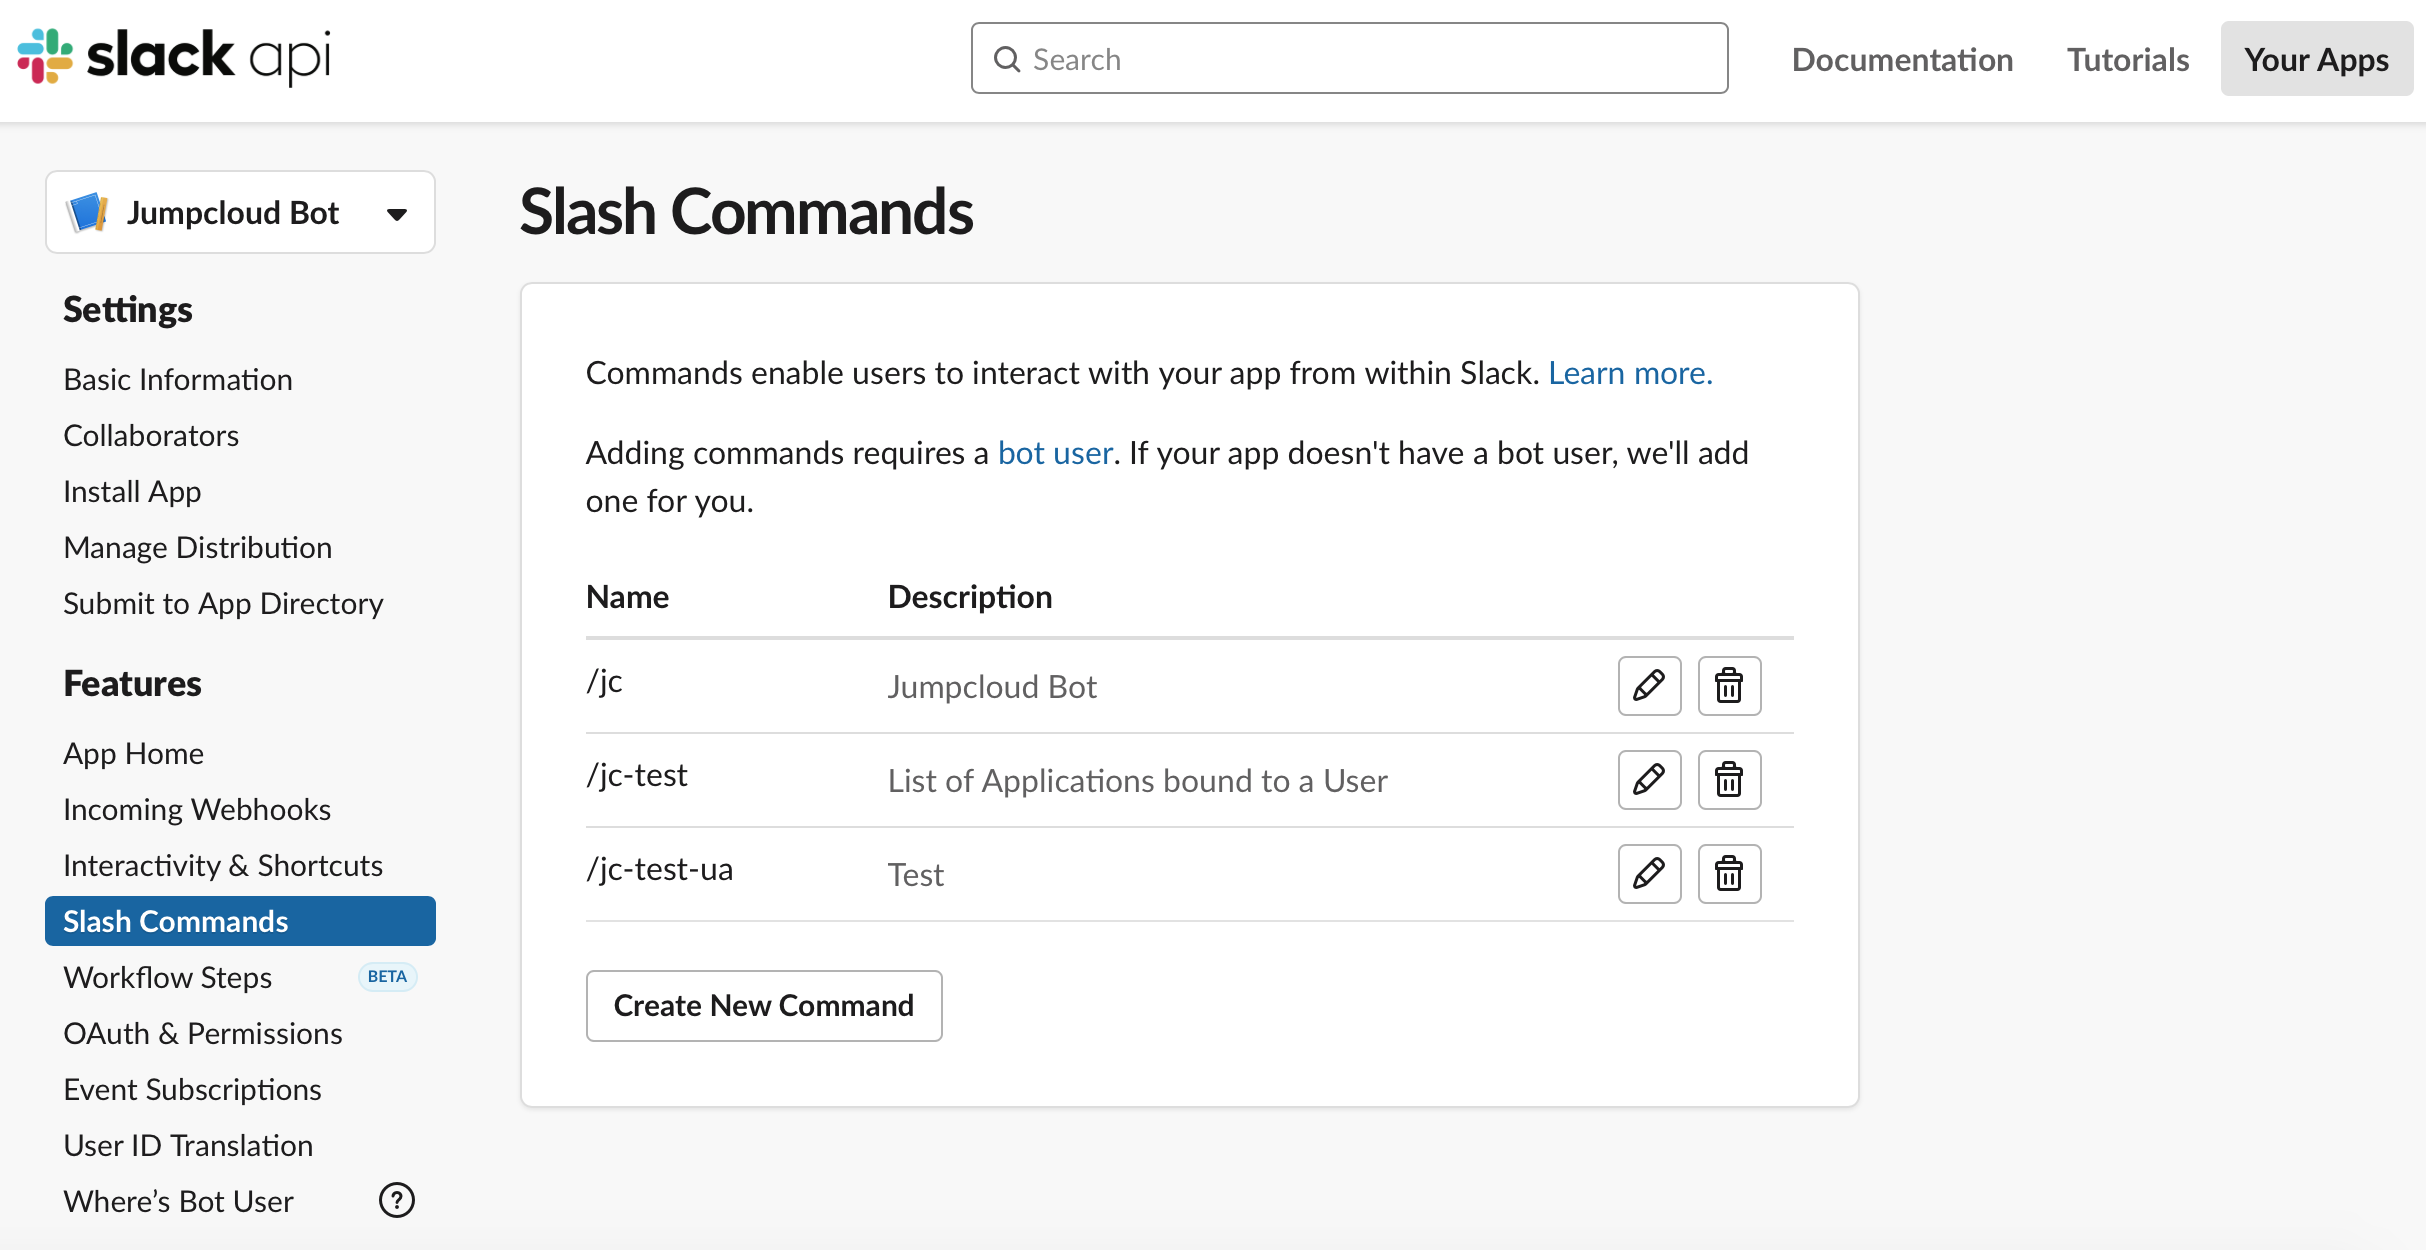 slack api
Search
Documentation
Tutorials
Your Apps
Jumpcloud Bot
Settings
Basic Information
Collaborators
Install App
Manage Distribution
Submit to App Directory
Features
App Home
Incoming Webhooks
Interactivity & Shortcuts
Slash Commands
Workflow Steps BETA
OAuth & Permissions
Event Subscriptions
User ID Translation
Where’s Bot User ?
Slash Commands
Commands enable users to interact with your app from within Slack. Learn more.
Adding commands requires a bot user. If your app doesn't have a bot user, we'll add
one for you.
Name Description
/jc Jumpcloud Bot
/jc-test List of Applications bound to a User
/jc-test-ua Test
Create New Command